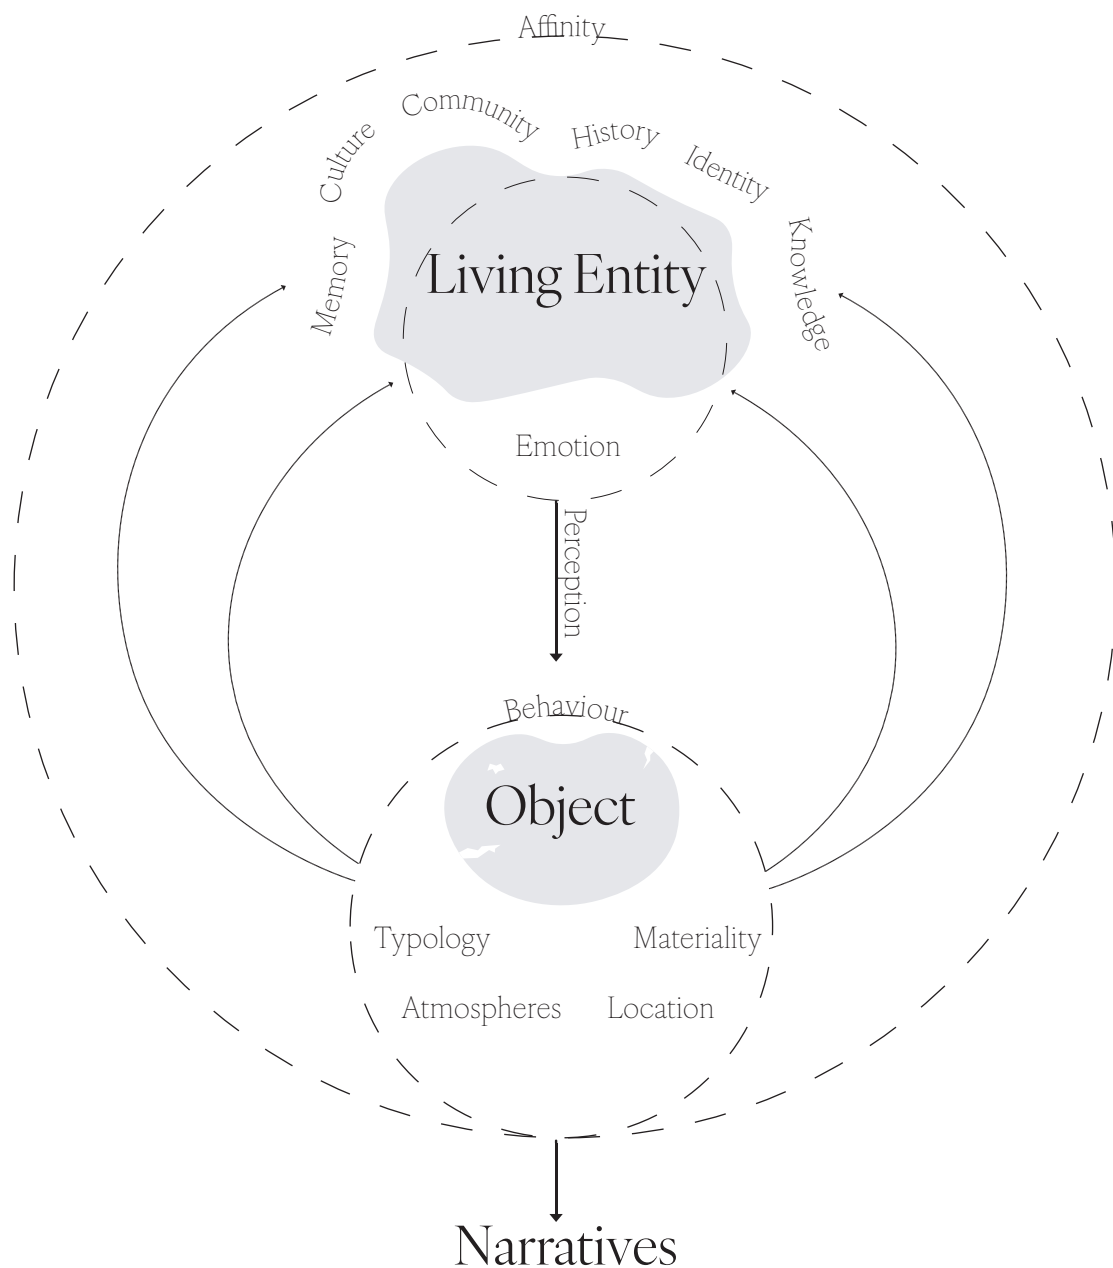 Affinity
Community
History
Culture
Identity
Knowledge
Memory
Living Entity
Emotion
Perception
Behaviour
Object
Typology
Materiality
Atmospheres
Location
Narratives